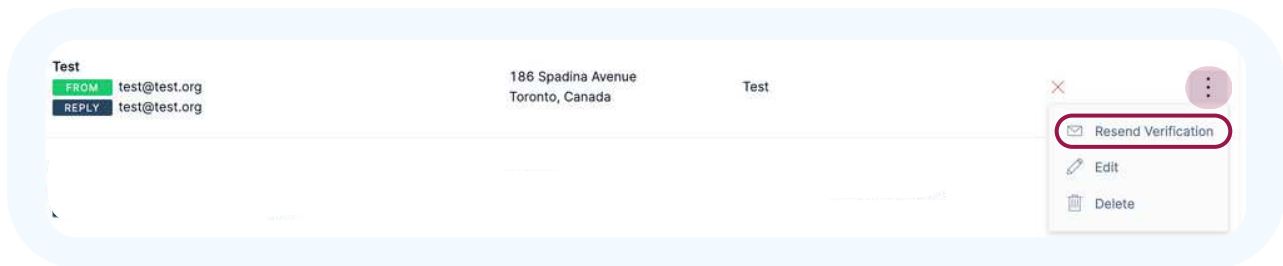 Test
FROM test@test.org
REPLY test@test.org
186 Spadina Avenue
Toronto, Canada
Test
Resend Verification
Edit
Delete